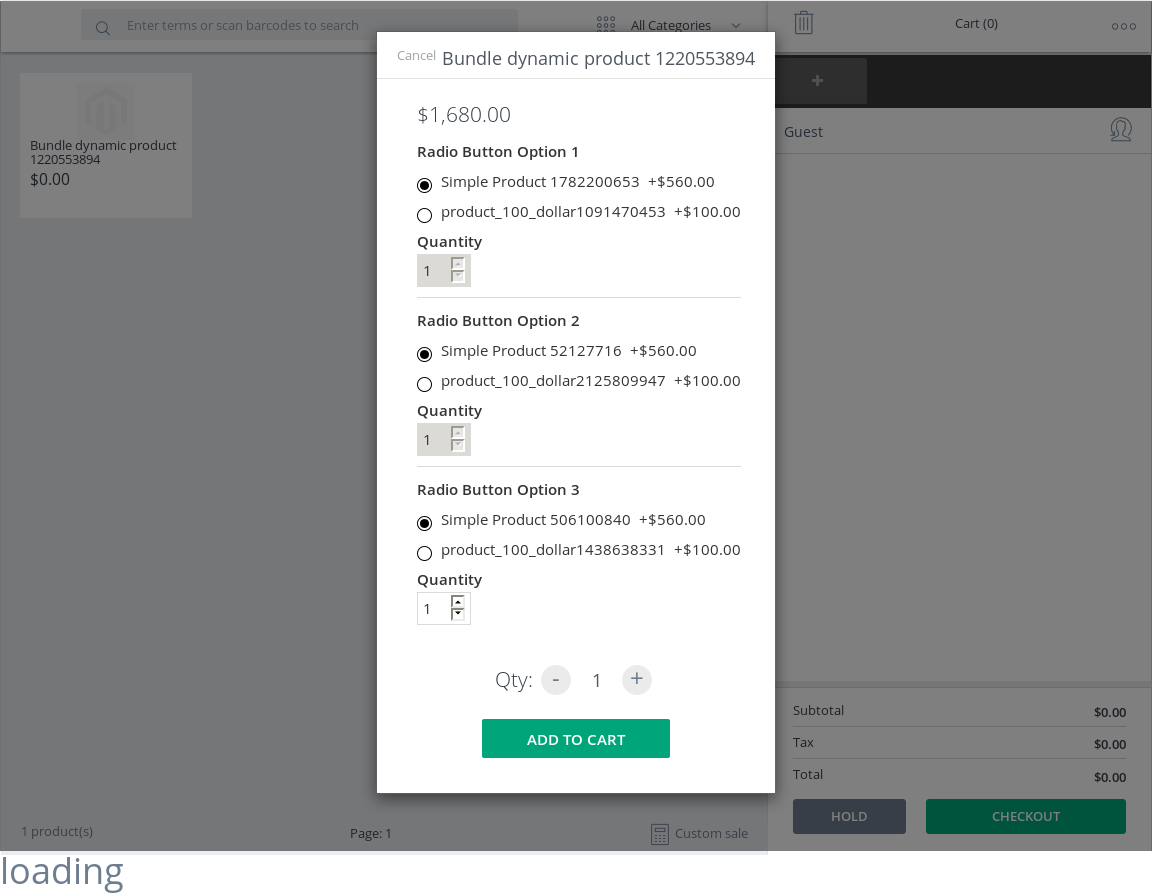 Enter terms or scan barcodes to search
All Categories
Cart (0)
Cancel Bundle dynamic product 1220553894
+
Bundle dynamic product
1220553894
$0.00
Guest
$1,680.00
Radio Button Option 1
Simple Product 1782200653 +$560.00
product_100_dollar1091470453 +$100.00
Quantity
1
Radio Button Option 2
Simple Product 52127716 +$560.00
product_100_dollar2125809947 +$100.00
Quantity
1
Radio Button Option 3
Simple Product 506100840 +$560.00
product_100_dollar1438638331 +$100.00
Quantity
1
Qty: - 1 +
ADD TO CART
Subtotal $0.00
Tax $0.00
Total $0.00
HOLD CHECKOUT
1 product(s)
Page: 1
Custom sale
loading